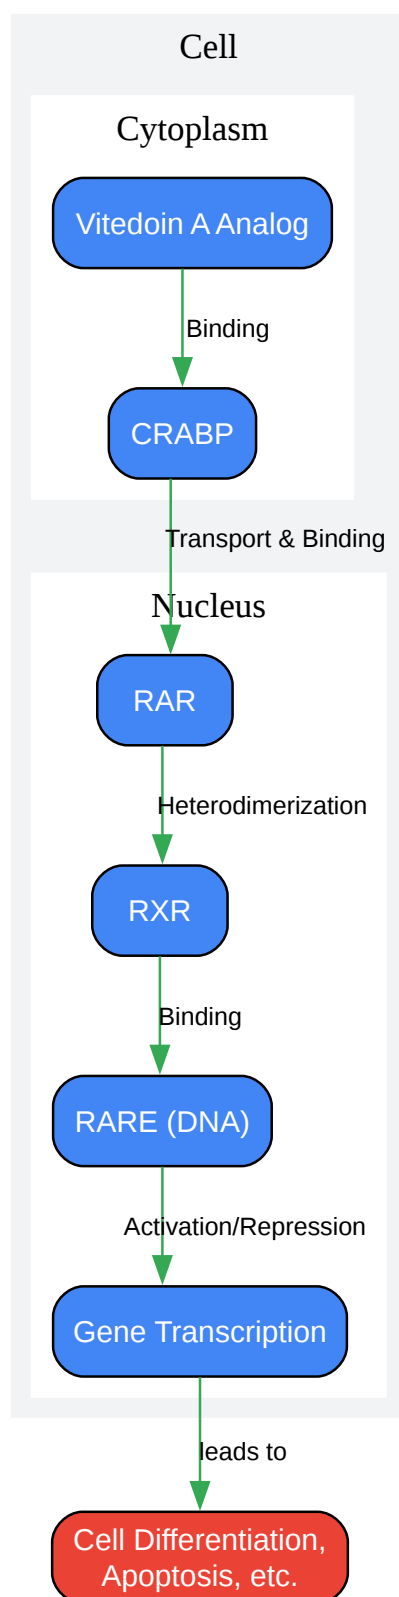 Cell
Cytoplasm
Vitedoin A Analog
Binding
CRABP
Transport & Binding
Nucleus
RAR
Heterodimerization
RXR
Binding
RARE (DNA)
Activation/Repression
Gene Transcription
leads to
Cell Differentiation,
Apoptosis, etc.